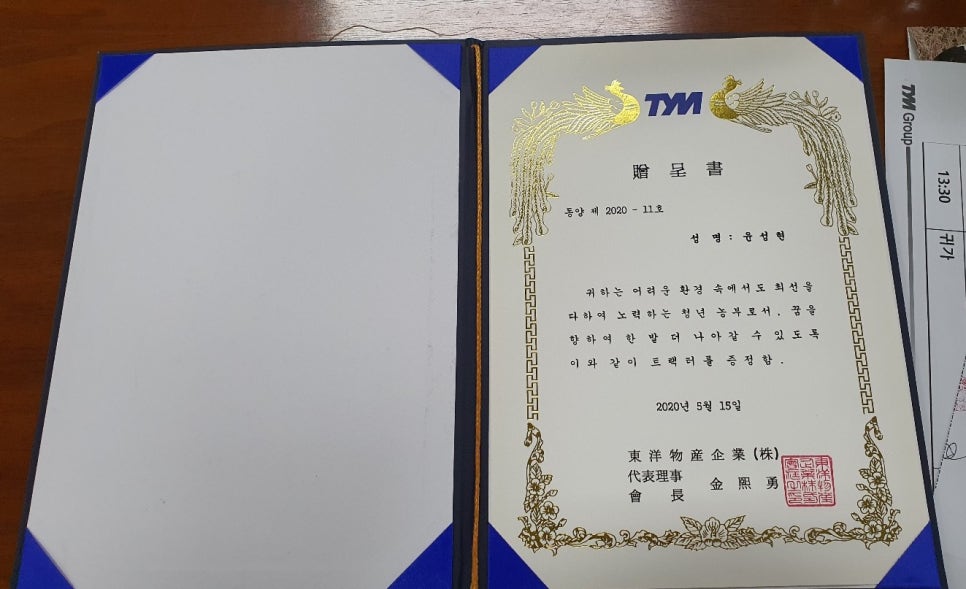 TYM
贈呈書
동양 제 2020 - 11호
성 명 : 윤섭현
귀하는 어려운 환경 속에서도 최선을
다하여 노력하는 청년 농부로서, 꿈을
향하여 한 발 더 나아갈 수 있도록
이와 같이 트랙터를 증정함.
2020년 5월 15일
東洋物産企業(株)
代表理事
會長 金熙勇
TYM Group
13:30
귀가